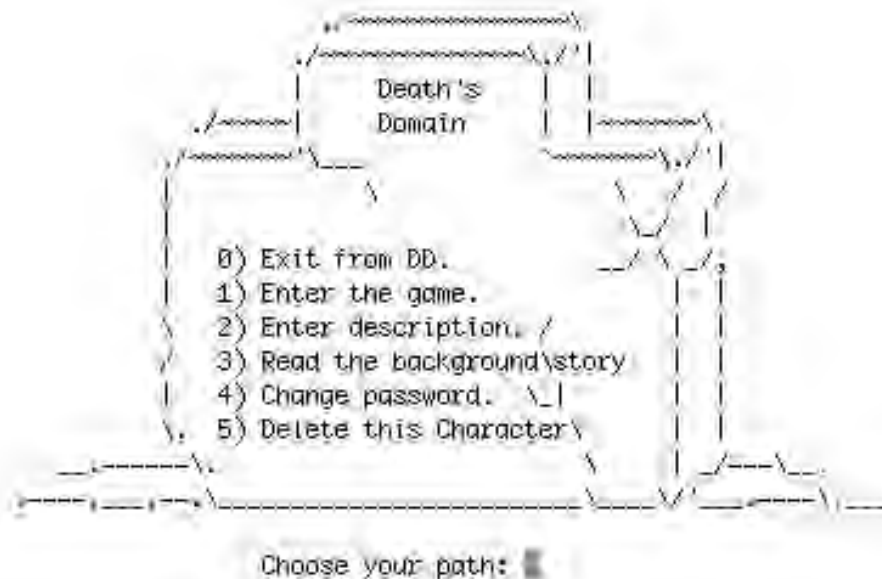 Death's
Domain
0) Exit from DD.
1) Enter the game.
2) Enter description.
3) Read the background story
4) Change password.
5) Delete this Character
Choose your path: